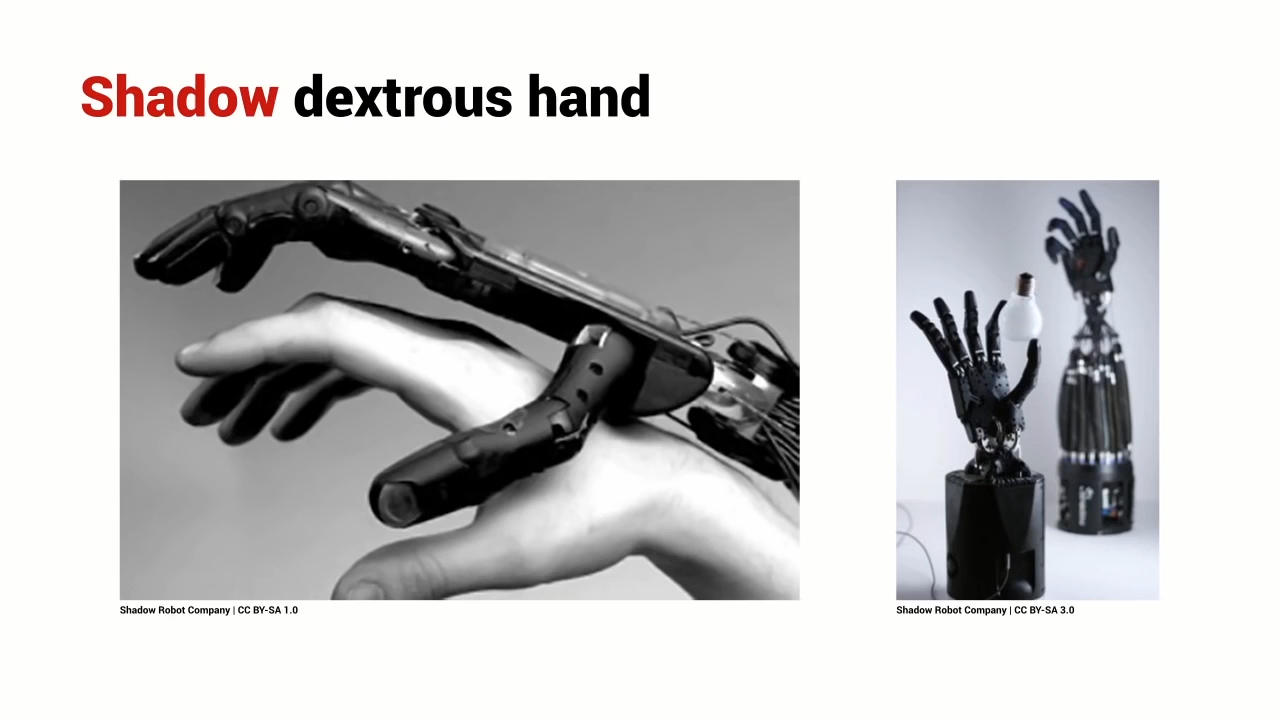 Shadow dextrous hand
Shadow Robot Company | CC BY-SA 1.0
Shadow Robot Company | CC BY-SA 3.0